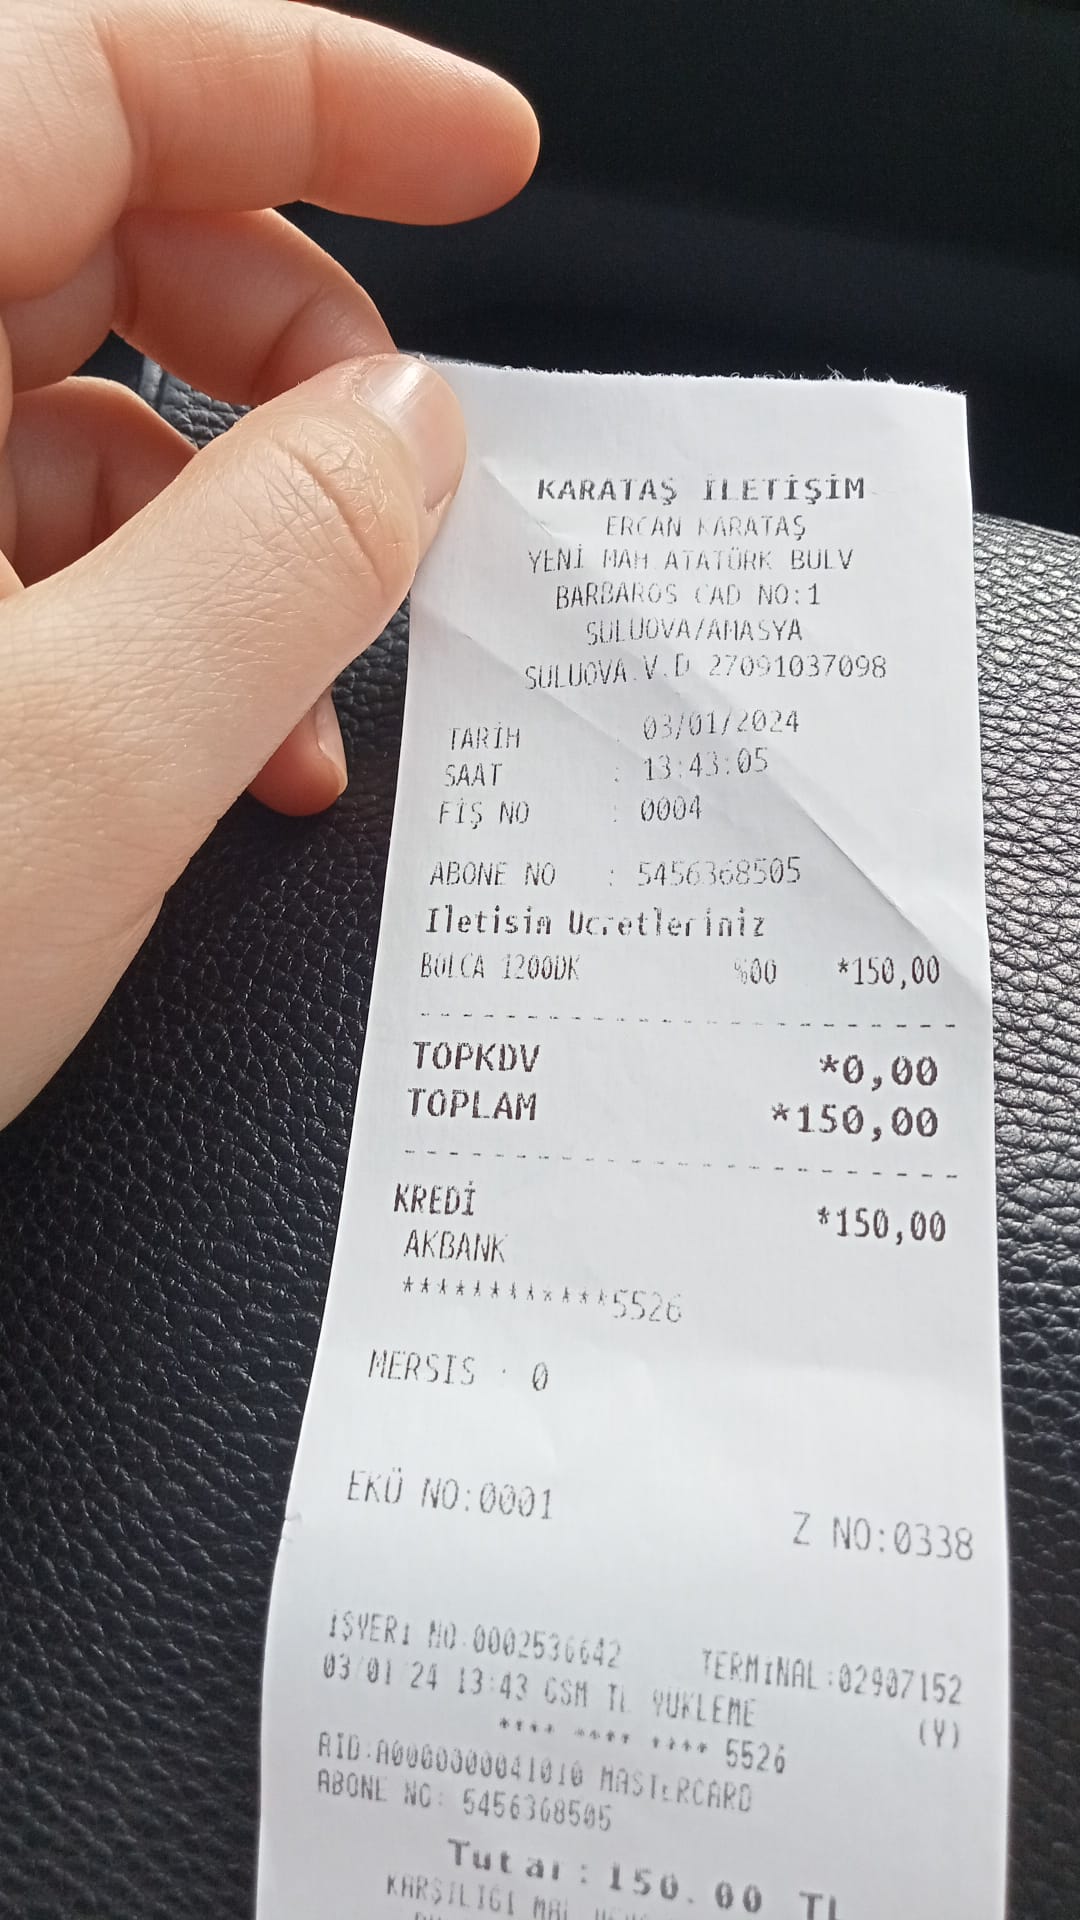 KARATAŞ İLETİŞİM
ERCAN KARATAŞ
YENİ MAH ATATÜRK BULV
BARBAROS CAD NO:1
SULUOVA/AMASYA
SULUOVA V.D 27091037098
TARİH : 03/01/2024
SAAT : 13:43:05
FİŞ NO : 0004
ABONE NO : 5456368505
Iletisim Ucretleriniz
BOLCA 1200DK %00 *150,00
TOPKDV *0,00
TOPLAM *150,00
KREDİ *150,00
AKBANK
************5526
MERSIS : 0
EKÜ NO:0001
Z NO:0338
İŞYERİ NO:0002536642 TERMINAL:02907152
03/01/24 13:43 GSM TL YÜKLEME (Y)
**** **** **** 5526
AID:A0000000041010 MASTERCARD
ABONE NO: 5456368505
Tutar: 150.00 TL
KARŞILIĞI MAL